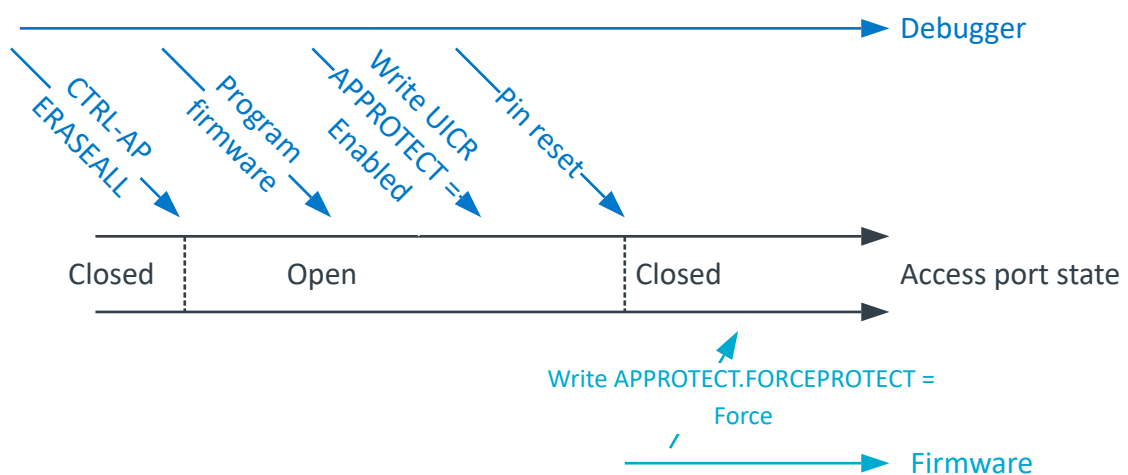 Debugger
CTRL-AP
ERASEALL
Program
firmware
Write UICR
APPROTECT =
Enabled
Pin reset
Closed
Open
Closed
Access port state
Write APPROTECT.FORCEPROTECT =
Force
Firmware